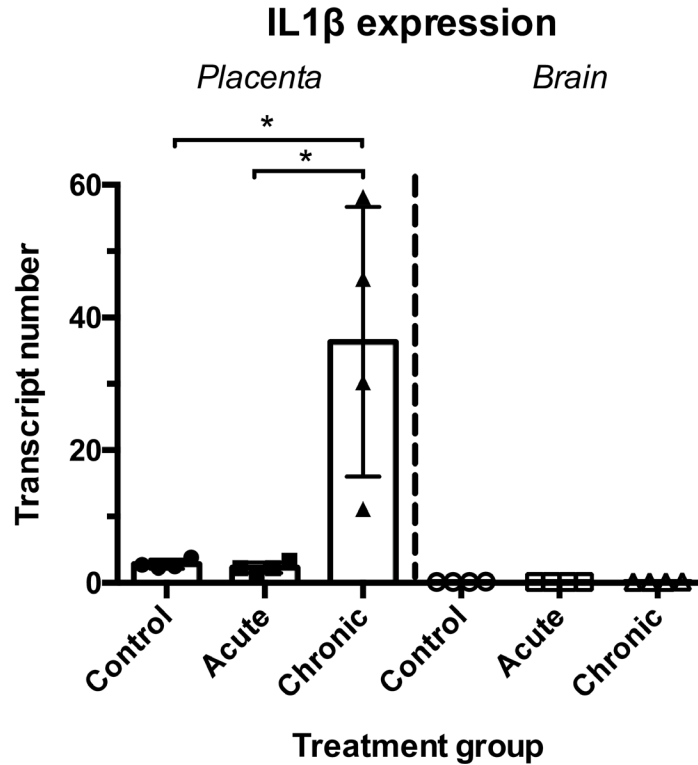 IL1β expression
Placenta
Brain
*
*
60
40
20
0
Transcript number
Control
Acute
Chronic
Control
Acute
Chronic
Treatment group